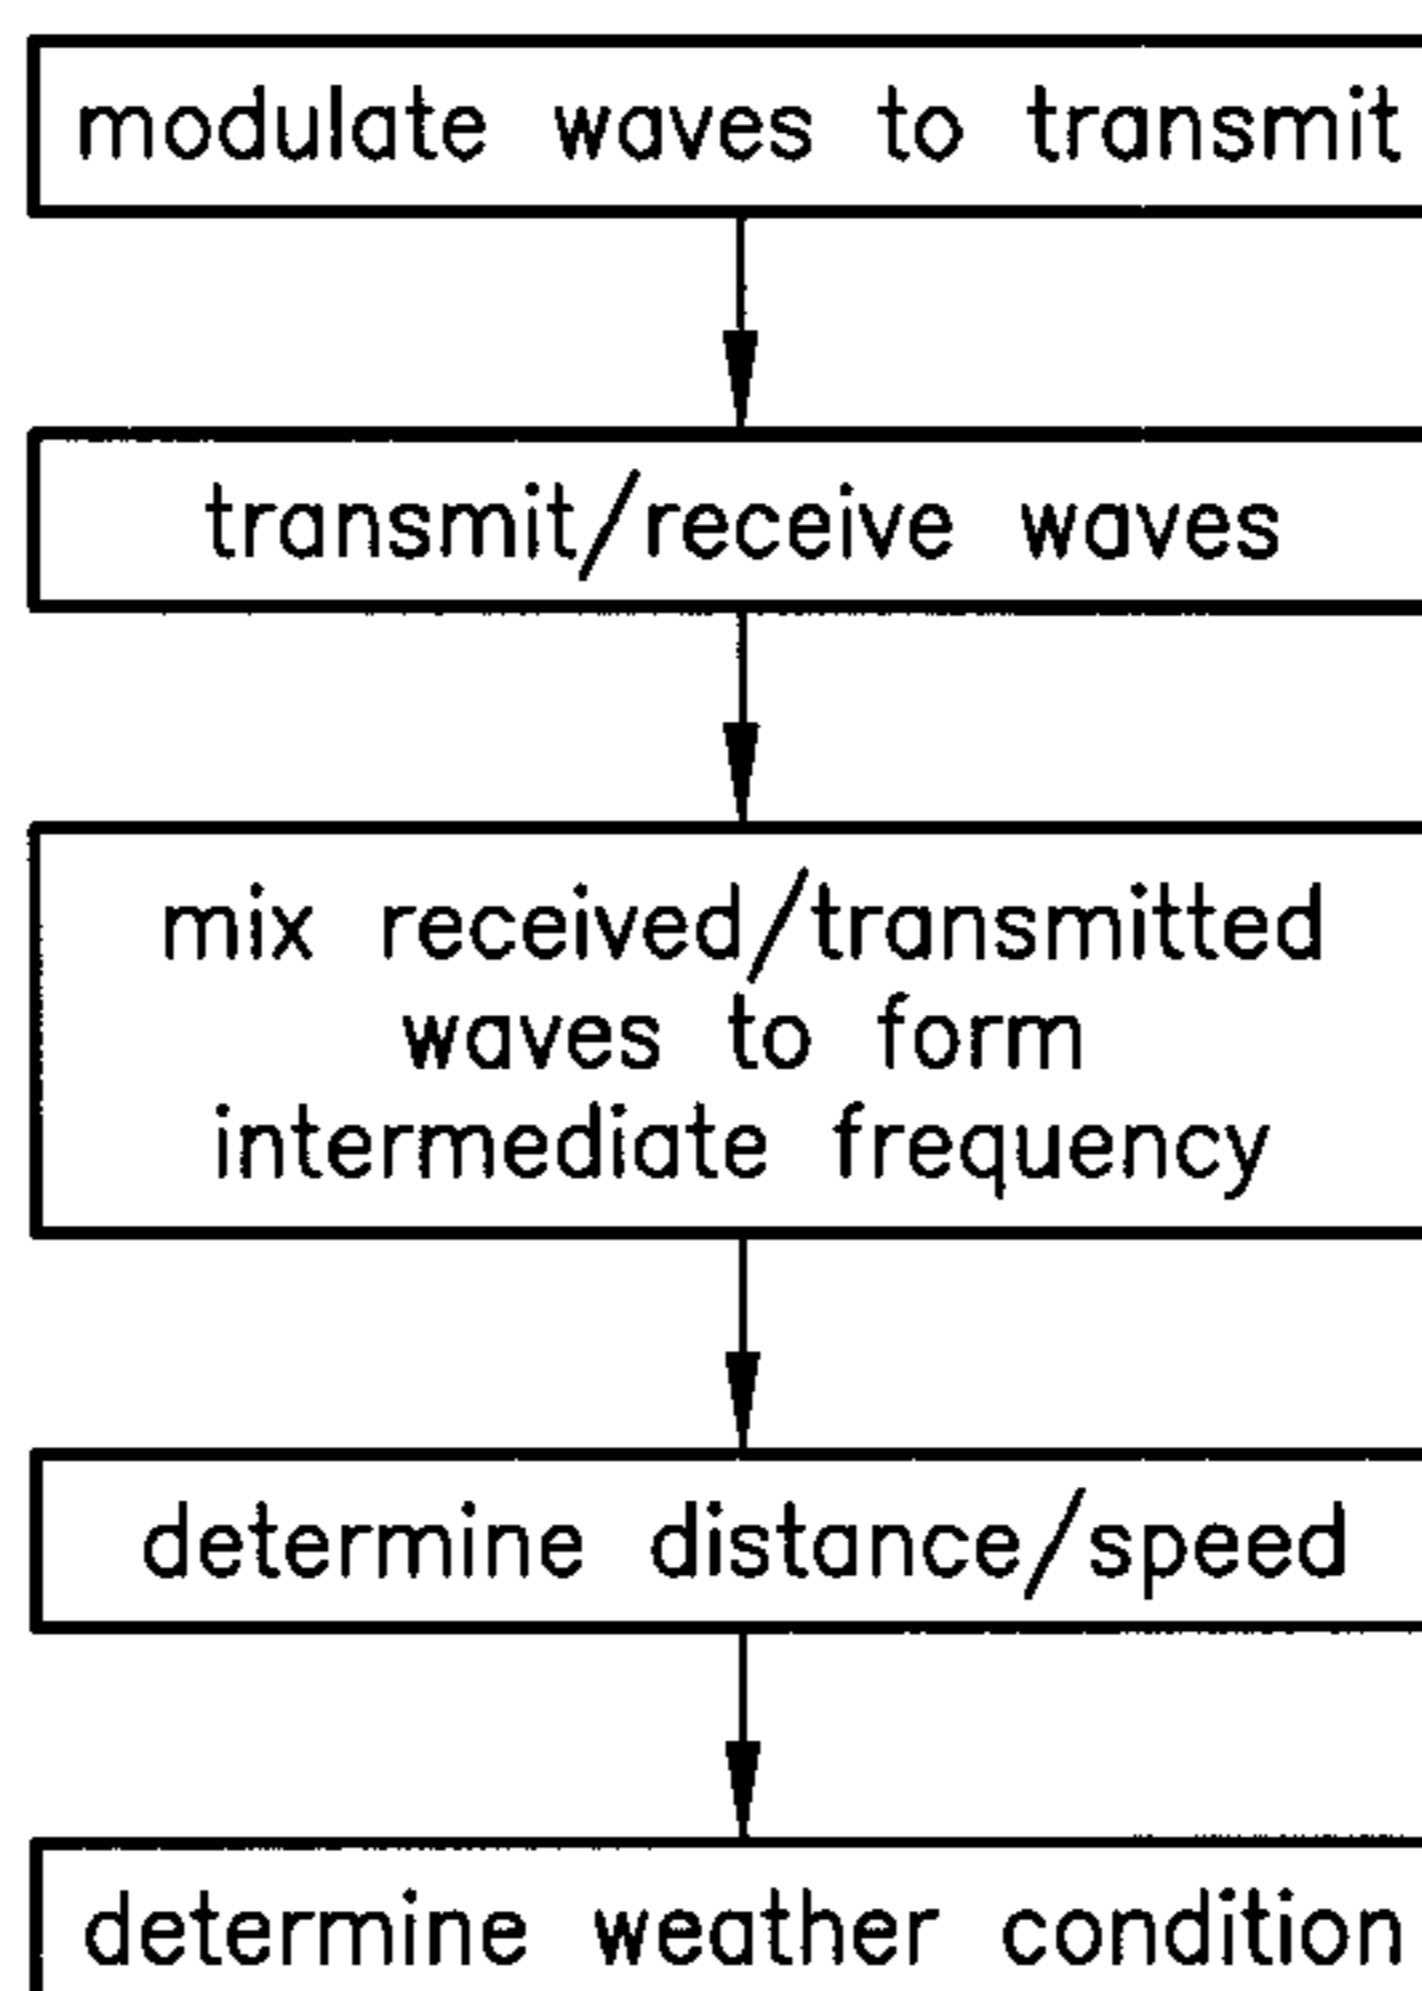 modulate waves to transmit
transmit/receive waves
mix received/transmitted
waves to form
intermediate frequency
determine distance/speed
determine weather condition